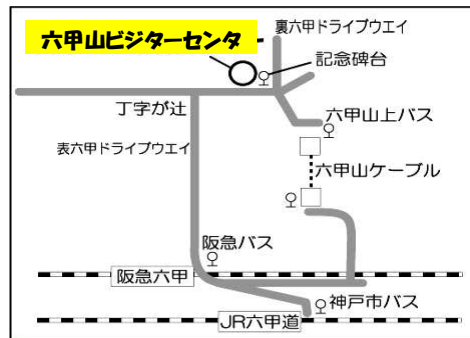 裏六甲ドライブウエイ
六甲山ビジターセンタ
記念碑台
丁字が辻
六甲山上バス
表六甲ドライブウエイ
六甲山ケーブル
阪急バス
阪急六甲
神戸市バス
JR六甲道